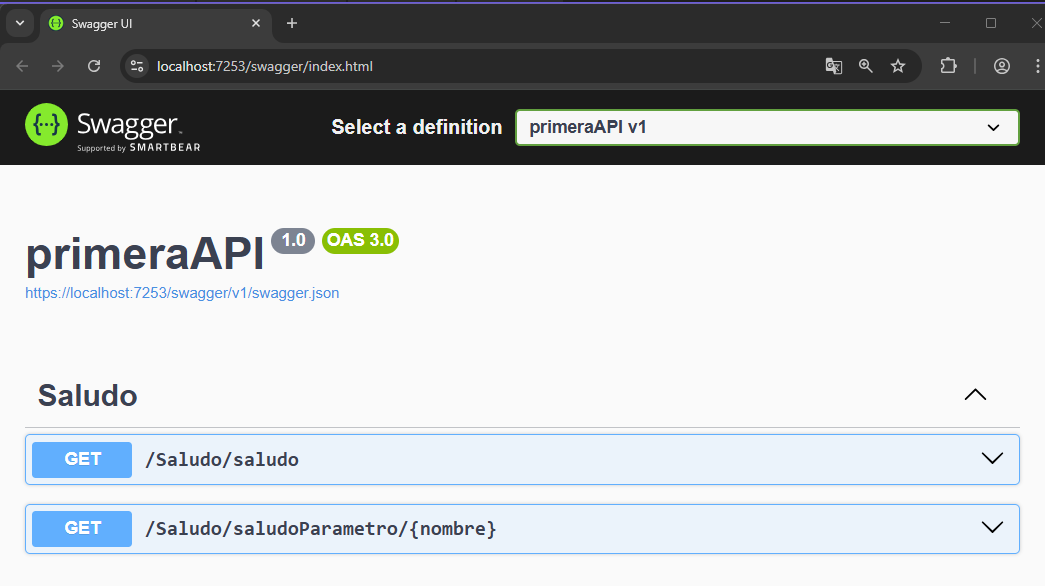 Swagger UI
localhost:7253/swagger/index.html
Swagger
Supported by SMARTBEAR
Select a definition
primeraAPI v1
primeraAPI 1.0 OAS 3.0
https://localhost:7253/swagger/v1/swagger.json
Saludo
GET /Saludo/saludo
GET /Saludo/saludoParametro/{nombre}